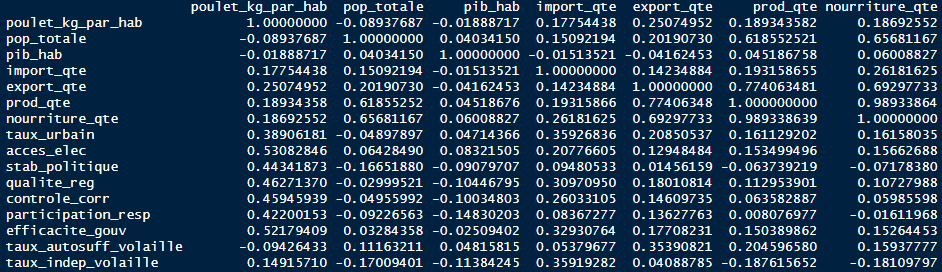 poulet_kg_par_hab pop_totale pib_hab import_qte export_qte prod_qte nourriture_qte
poulet_kg_par_hab 1.00000000 -0.08937687 -0.01888717 0.17754438 0.25074952 0.189343582 0.18692552
pop_totale -0.08937687 1.00000000 0.04034150 0.15092194 0.20190730 0.618552521 0.65681167
pib_hab -0.01888717 0.04034150 1.00000000 -0.01513521 -0.04162453 0.045186758 0.06008827
import_qte 0.17754438 0.15092194 -0.01513521 1.00000000 0.14234884 0.193158655 0.26181625
export_qte 0.25074952 0.20190730 -0.04162453 0.14234884 1.00000000 0.774063481 0.69297733
prod_qte 0.18934358 0.61855252 0.04518676 0.19315866 0.77406348 1.000000000 0.98933864
nourriture_qte 0.18692552 0.65681167 0.06008827 0.26181625 0.69297733 0.989338639 1.00000000
taux_urbain 0.38906181 -0.04897897 0.04714366 0.35926836 0.20850537 0.161129202 0.16158035
acces_elec 0.53082846 0.06428490 0.08321505 0.20776605 0.12948484 0.153499496 0.15662688
stab_politique 0.44341873 -0.16651880 -0.09079707 0.09480533 0.01456159 -0.063739219 -0.07178380
qualite_reg 0.46271370 -0.02999521 -0.10446795 0.30970950 0.18010814 0.112953901 0.10727988
controle_corr 0.45945939 -0.04955992 -0.10034803 0.26033105 0.14609735 0.063582887 0.05985598
participation_resp 0.42200153 -0.09226563 -0.14830203 0.08367277 0.13627763 0.008076977 -0.01611968
efficacite_gouv 0.52179409 0.03284358 -0.02509402 0.32930764 0.17708231 0.150389862 0.15264453
taux_autosuff_volaille -0.09426433 0.11163211 0.04815815 0.05379677 0.35390821 0.204596580 0.15937777
taux_indep_volaille 0.14915710 -0.17009401 -0.11384245 0.35919282 0.04088785 -0.187615652 -0.18109797